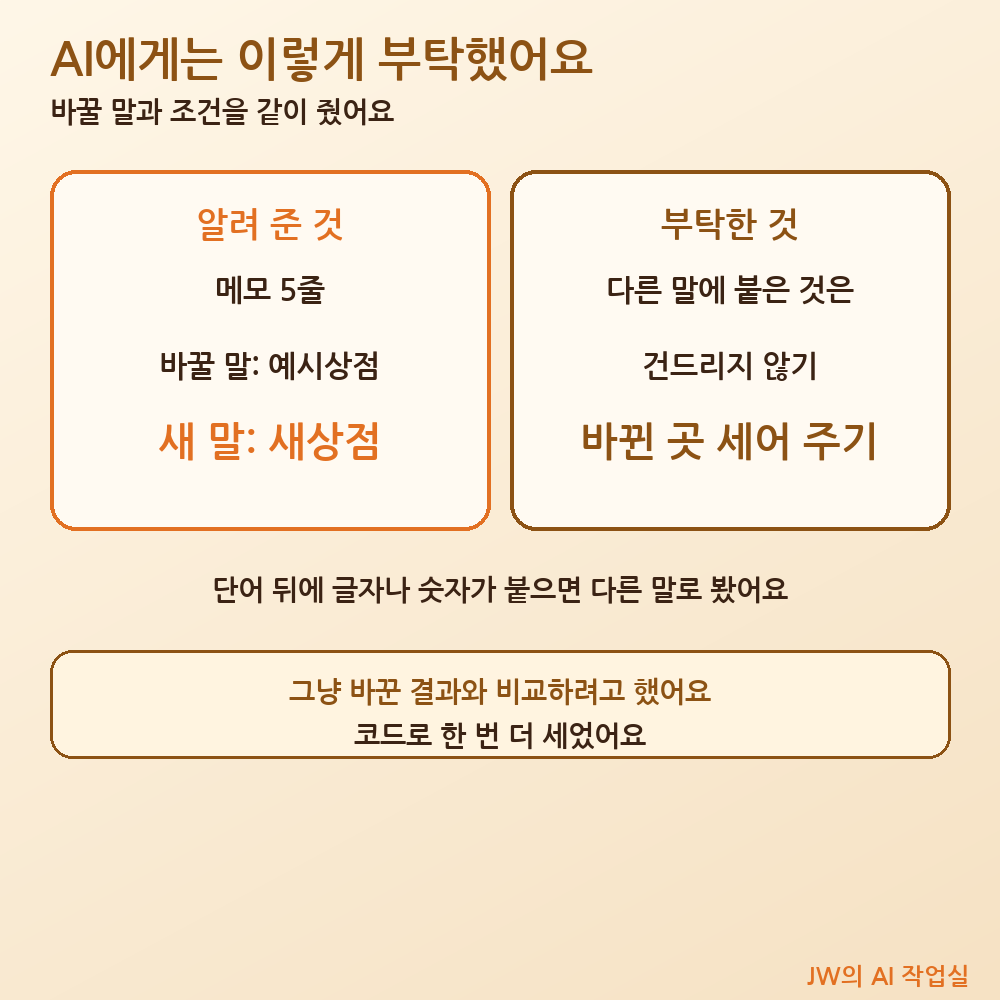 AI에게는 이렇게 부탁했어요
바꿀 말과 조건을 같이 줬어요
알려 준 것
메모 5줄
바꿀 말: 예시상점
새 말: 새상점
부탁한 것
다른 말에 붙은 것은
건드리지 않기
바뀐 곳 세어 주기
단어 뒤에 글자나 숫자가 붙으면 다른 말로 봤어요
그냥 바꾼 결과와 비교하려고 했어요
코드로 한 번 더 세었어요
JW의 AI 작업실